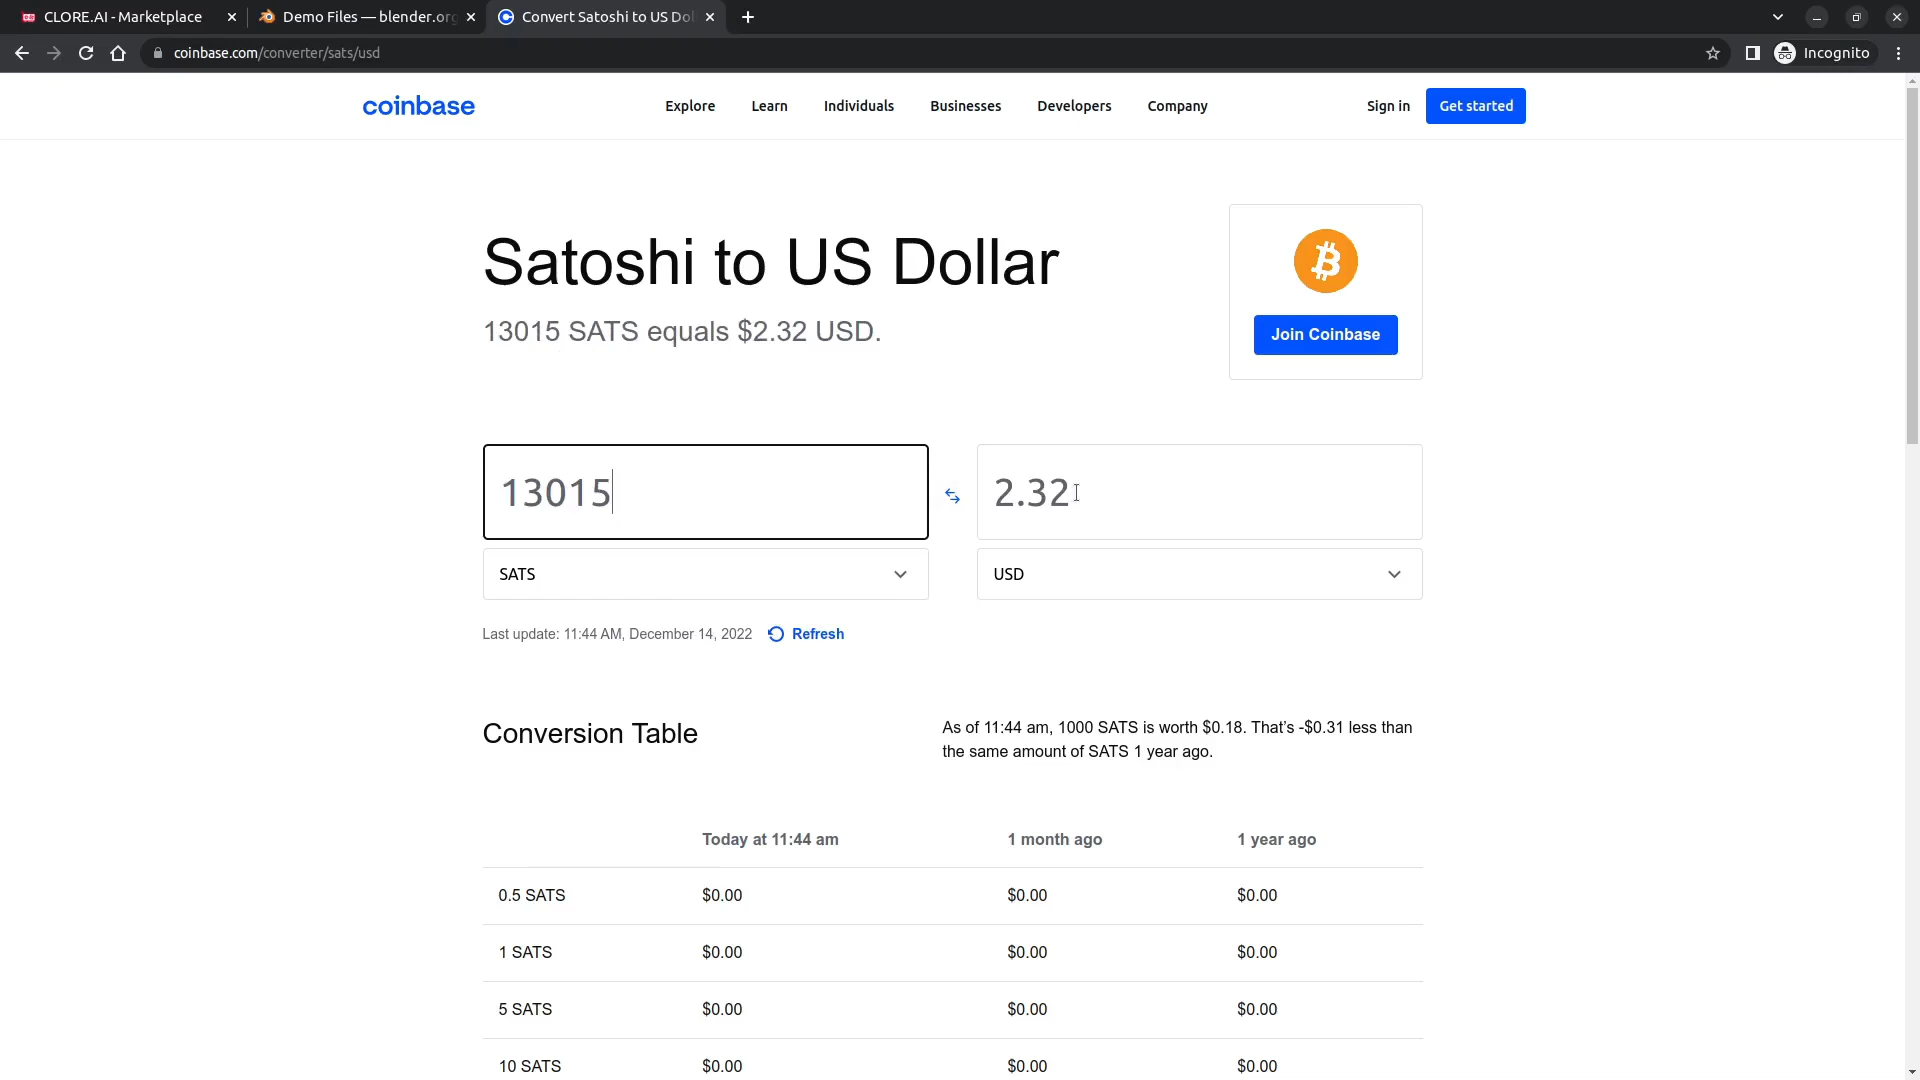 CLORE.AI - Marketplace
Demo Files — blender.org
Convert Satoshi to US Dol
coinbase.com/converter/sats/usd
Incognito
coinbase
Explore
Learn
Individuals
Businesses
Developers
Company
Sign in
Get started
Satoshi to US Dollar
13015 SATS equals $2.32 USD.
Join Coinbase
13015
2.32
SATS
USD
Last update: 11:44 AM, December 14, 2022
Refresh
Conversion Table
As of 11:44 am, 1000 SATS is worth $0.18. That’s -$0.31 less than
the same amount of SATS 1 year ago.
Today at 11:44 am 1 month ago 1 year ago
0.5 SATS $0.00 $0.00 $0.00
1 SATS $0.00 $0.00 $0.00
5 SATS $0.00 $0.00 $0.00
10 SATS $0.00 $0.00 $0.00